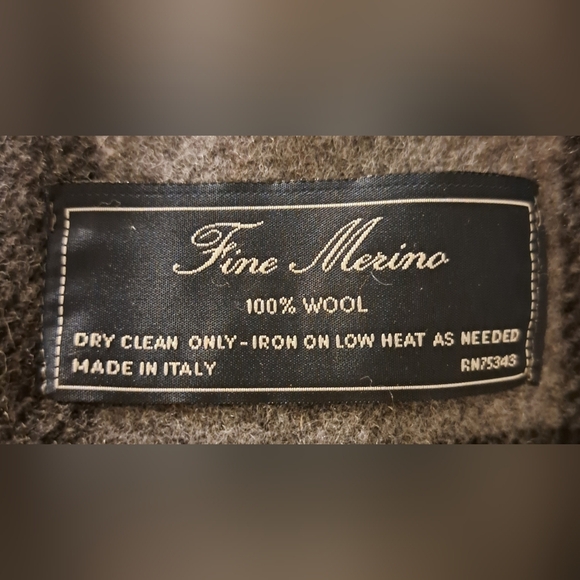 Fine Merino
100% WOOL
DRY CLEAN ONLY - IRON ON LOW HEAT AS NEEDED
MADE IN ITALY RN75343